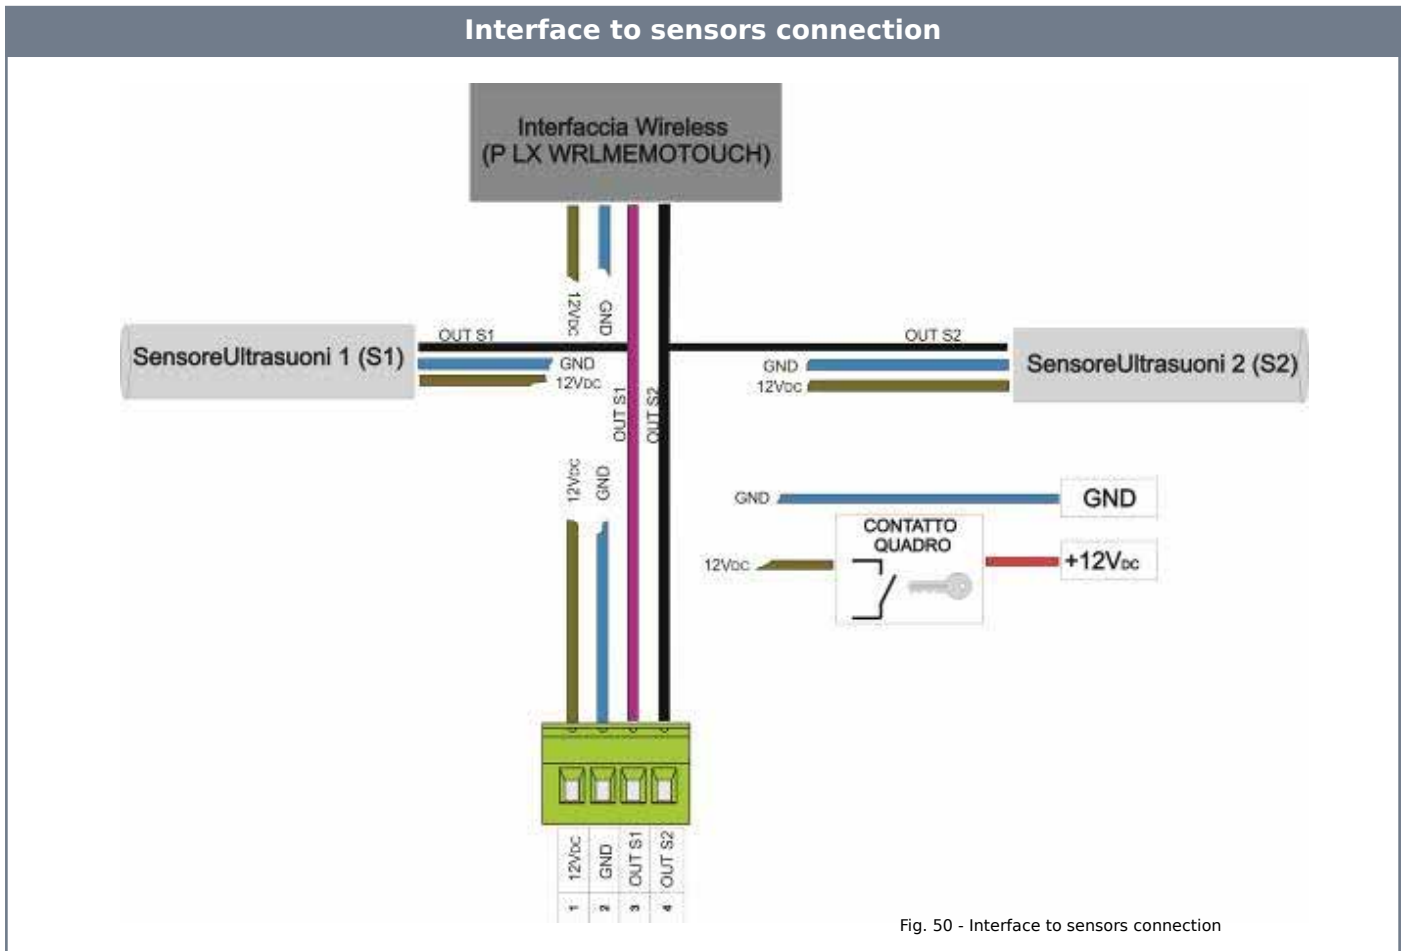 Interface to sensors connection
Interfaccia Wireless
(P LX WRLMEMOTOUCH)
12VDC
GND
OUT S1
SensoreUltrasuoni 1 (S1)
GND
12VDC
OUT S2
GND
12VDC
SensoreUltrasuoni 2 (S2)
OUT S1
OUT S2
12VDC
GND
GND
GND
CONTATTO
QUADRO
12VDC
+12VDC
12VDC
GND
OUT S1
OUT S2
1
2
3
4
Fig. 50 - Interface to sensors connection